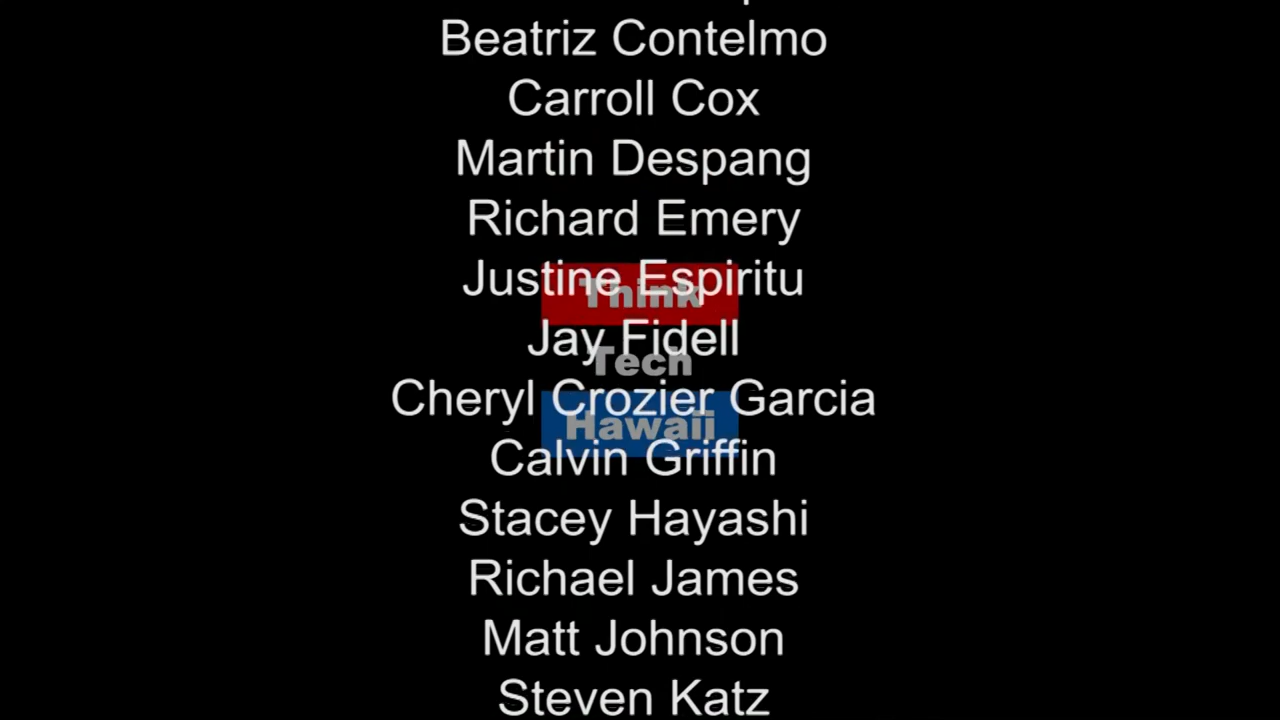 Beatriz Contelmo
Carroll Cox
Martin Despang
Richard Emery
Justine Espiritu
Think
Jay Fidell
Tech
Cheryl Crozier Garcia
Hawaii
Calvin Griffin
Stacey Hayashi
Richael James
Matt Johnson
Steven Katz